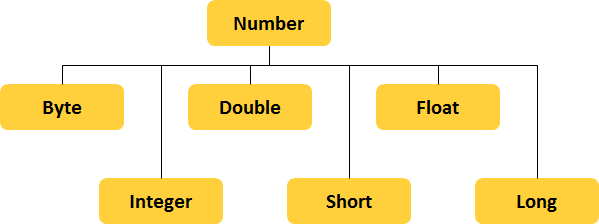 Number
Byte
Double
Float
Integer
Short
Long